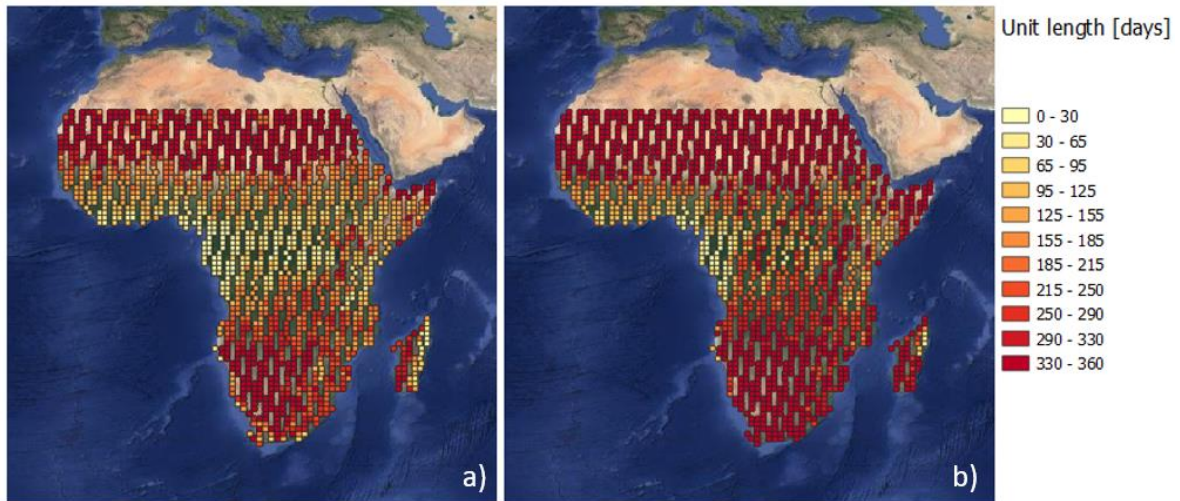 Unit length [days]
0 - 30
30 - 65
65 - 95
95 - 125
125 - 155
155 - 185
185 - 215
215 - 250
250 - 290
290 - 330
330 - 360
a)
b)